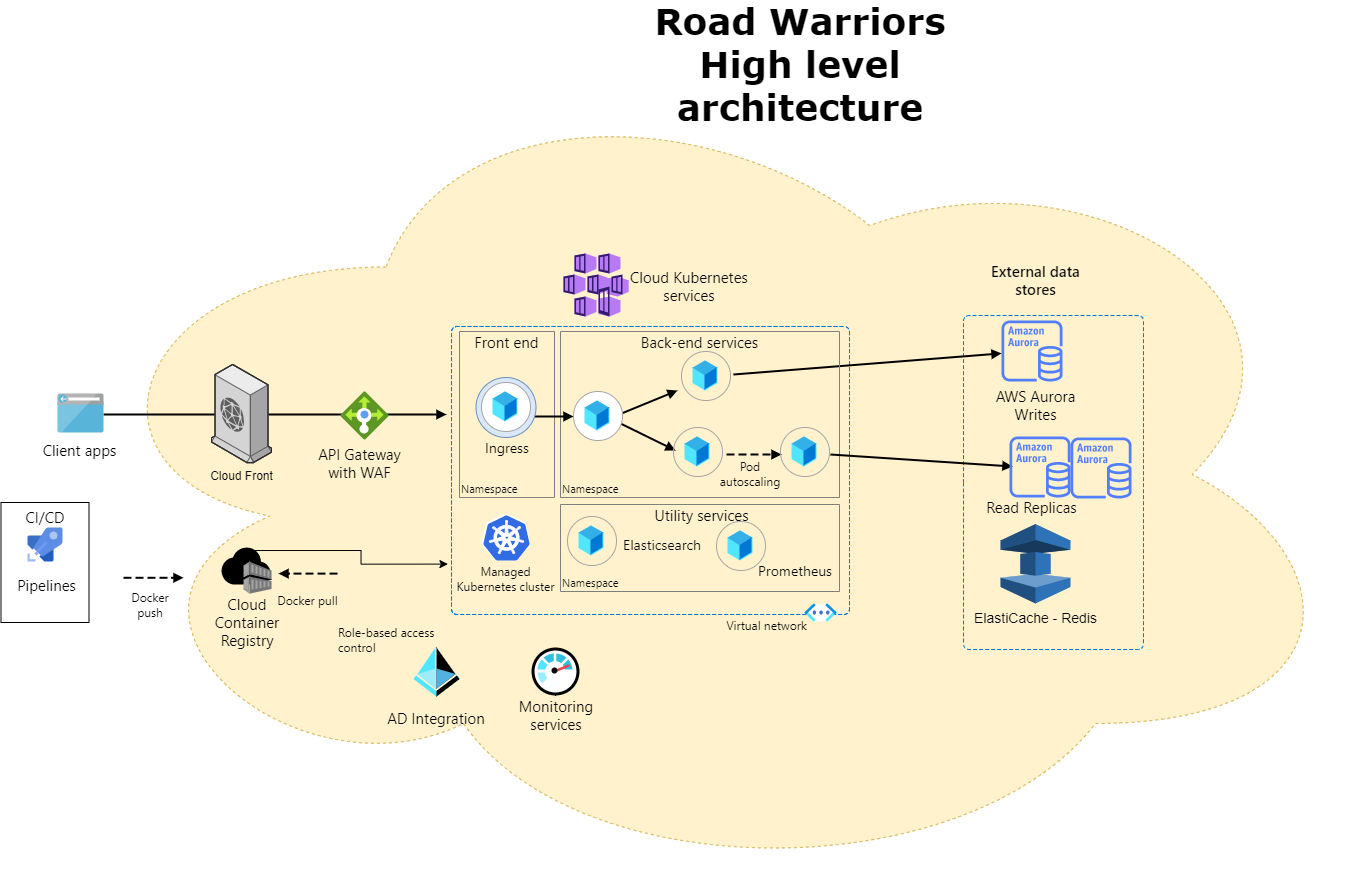 Road Warriors
High level
architecture
Cloud Kubernetes
services
External data
stores
Front end
Ingress
Namespace
Back-end services
Pod
autoscaling
Namespace
Amazon
Aurora
AWS Aurora
Writes
Amazon
Aurora
Amazon
Aurora
Read Replicas
ElastiCache - Redis
Client apps
Cloud Front
API Gateway
with WAF
CI/CD
Pipelines
Docker
push
Cloud
Container
Registry
Docker pull
Managed
Kubernetes cluster
Utility services
Elasticsearch
Prometheus
Namespace
Virtual network
Role-based access
control
AD Integration
Monitoring
services